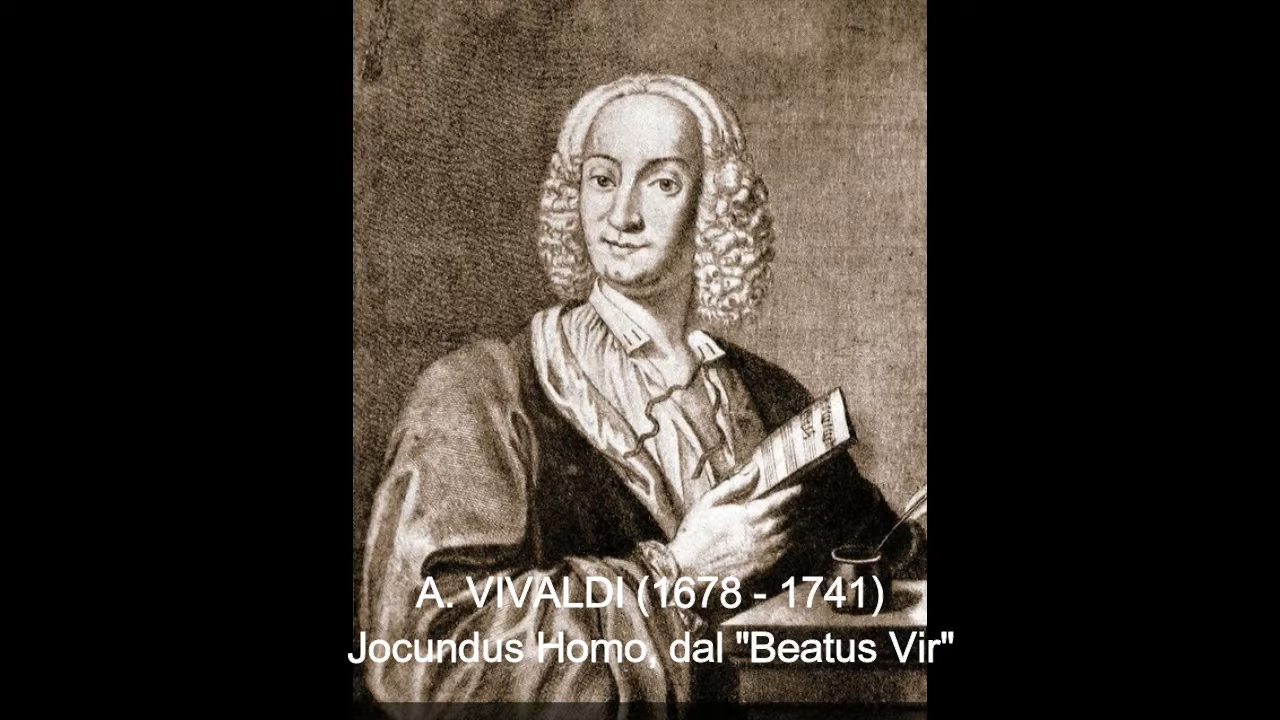 A. VIVALDI (1678 - 1741)
Jocundus Homo, dal "Beatus Vir"